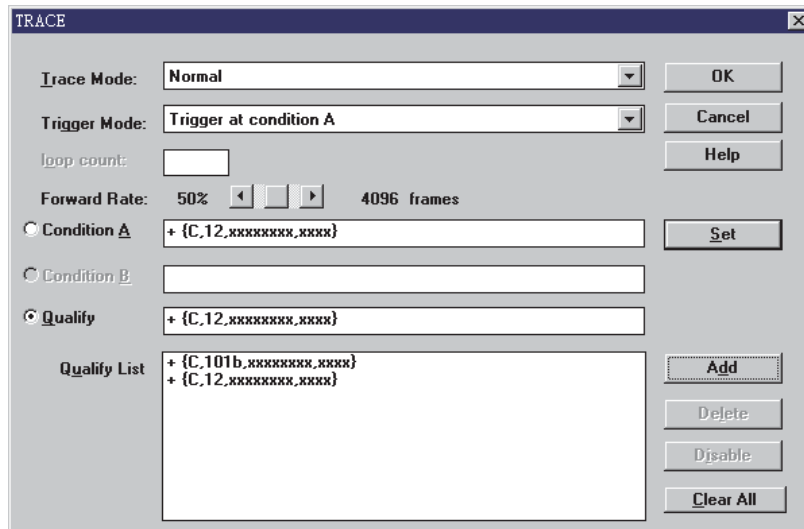 TRACE
Trace Mode: Normal OK
Trigger Mode: Trigger at condition A Cancel
loop count: Help
Forward Rate: 50% 4096 frames
Condition A + {C,12,xxxxxxxx,xxxx} Set
Condition B
Qualify + {C,12,xxxxxxxx,xxxx}
Qualify List + {C,101b,xxxxxxxx,xxxx} Add
+ {C,12,xxxxxxxx,xxxx}
Delete
Disable
Clear All